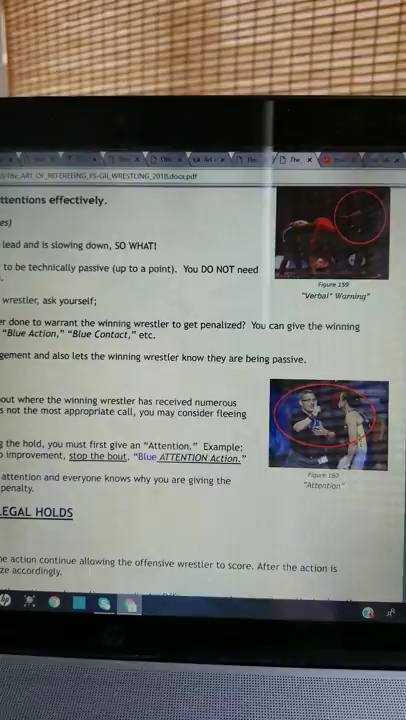 /The_ART_OF_REFEREEING_FS-GR_WRESTLING_2018.docx.pdf
ttentions effectively.
es)
lead and is slowing down, SO WHAT!
to be technically passive (up to a point). You DO NOT need
wrestler, ask yourself;
er done to warrant the winning wrestler to get penalized? You can give the winning
"Blue Action," "Blue Contact," etc.
gement and also lets the winning wrestler know they are being passive.
Figure 159
"Verbal" Warning"
out where the winning wrestler has received numerous
s not the most appropriate call, you may consider fleeing
g the hold, you must first give an "Attention." Example:
o improvement, stop the bout, "Blue ATTENTION Action."
attention and everyone knows why you are giving the
penalty.
Figure 160
"Attention"
LEGAL HOLDS
he action continue allowing the offensive wrestler to score. After the action is
ze accordingly.
hp